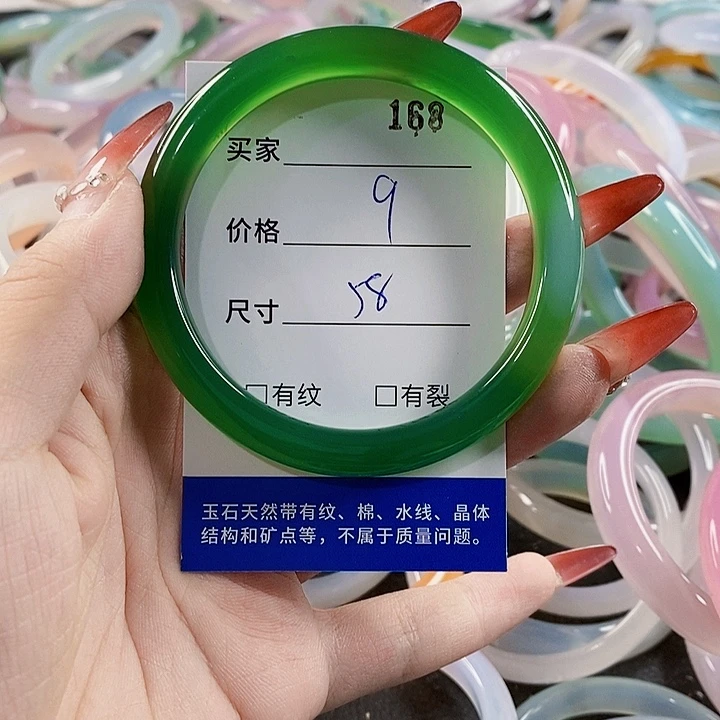 168
买家
价格 9
尺寸 58
□有纹 □有裂
玉石天然带有纹、棉、水线、晶体
结构和矿点等，不属于质量问题。